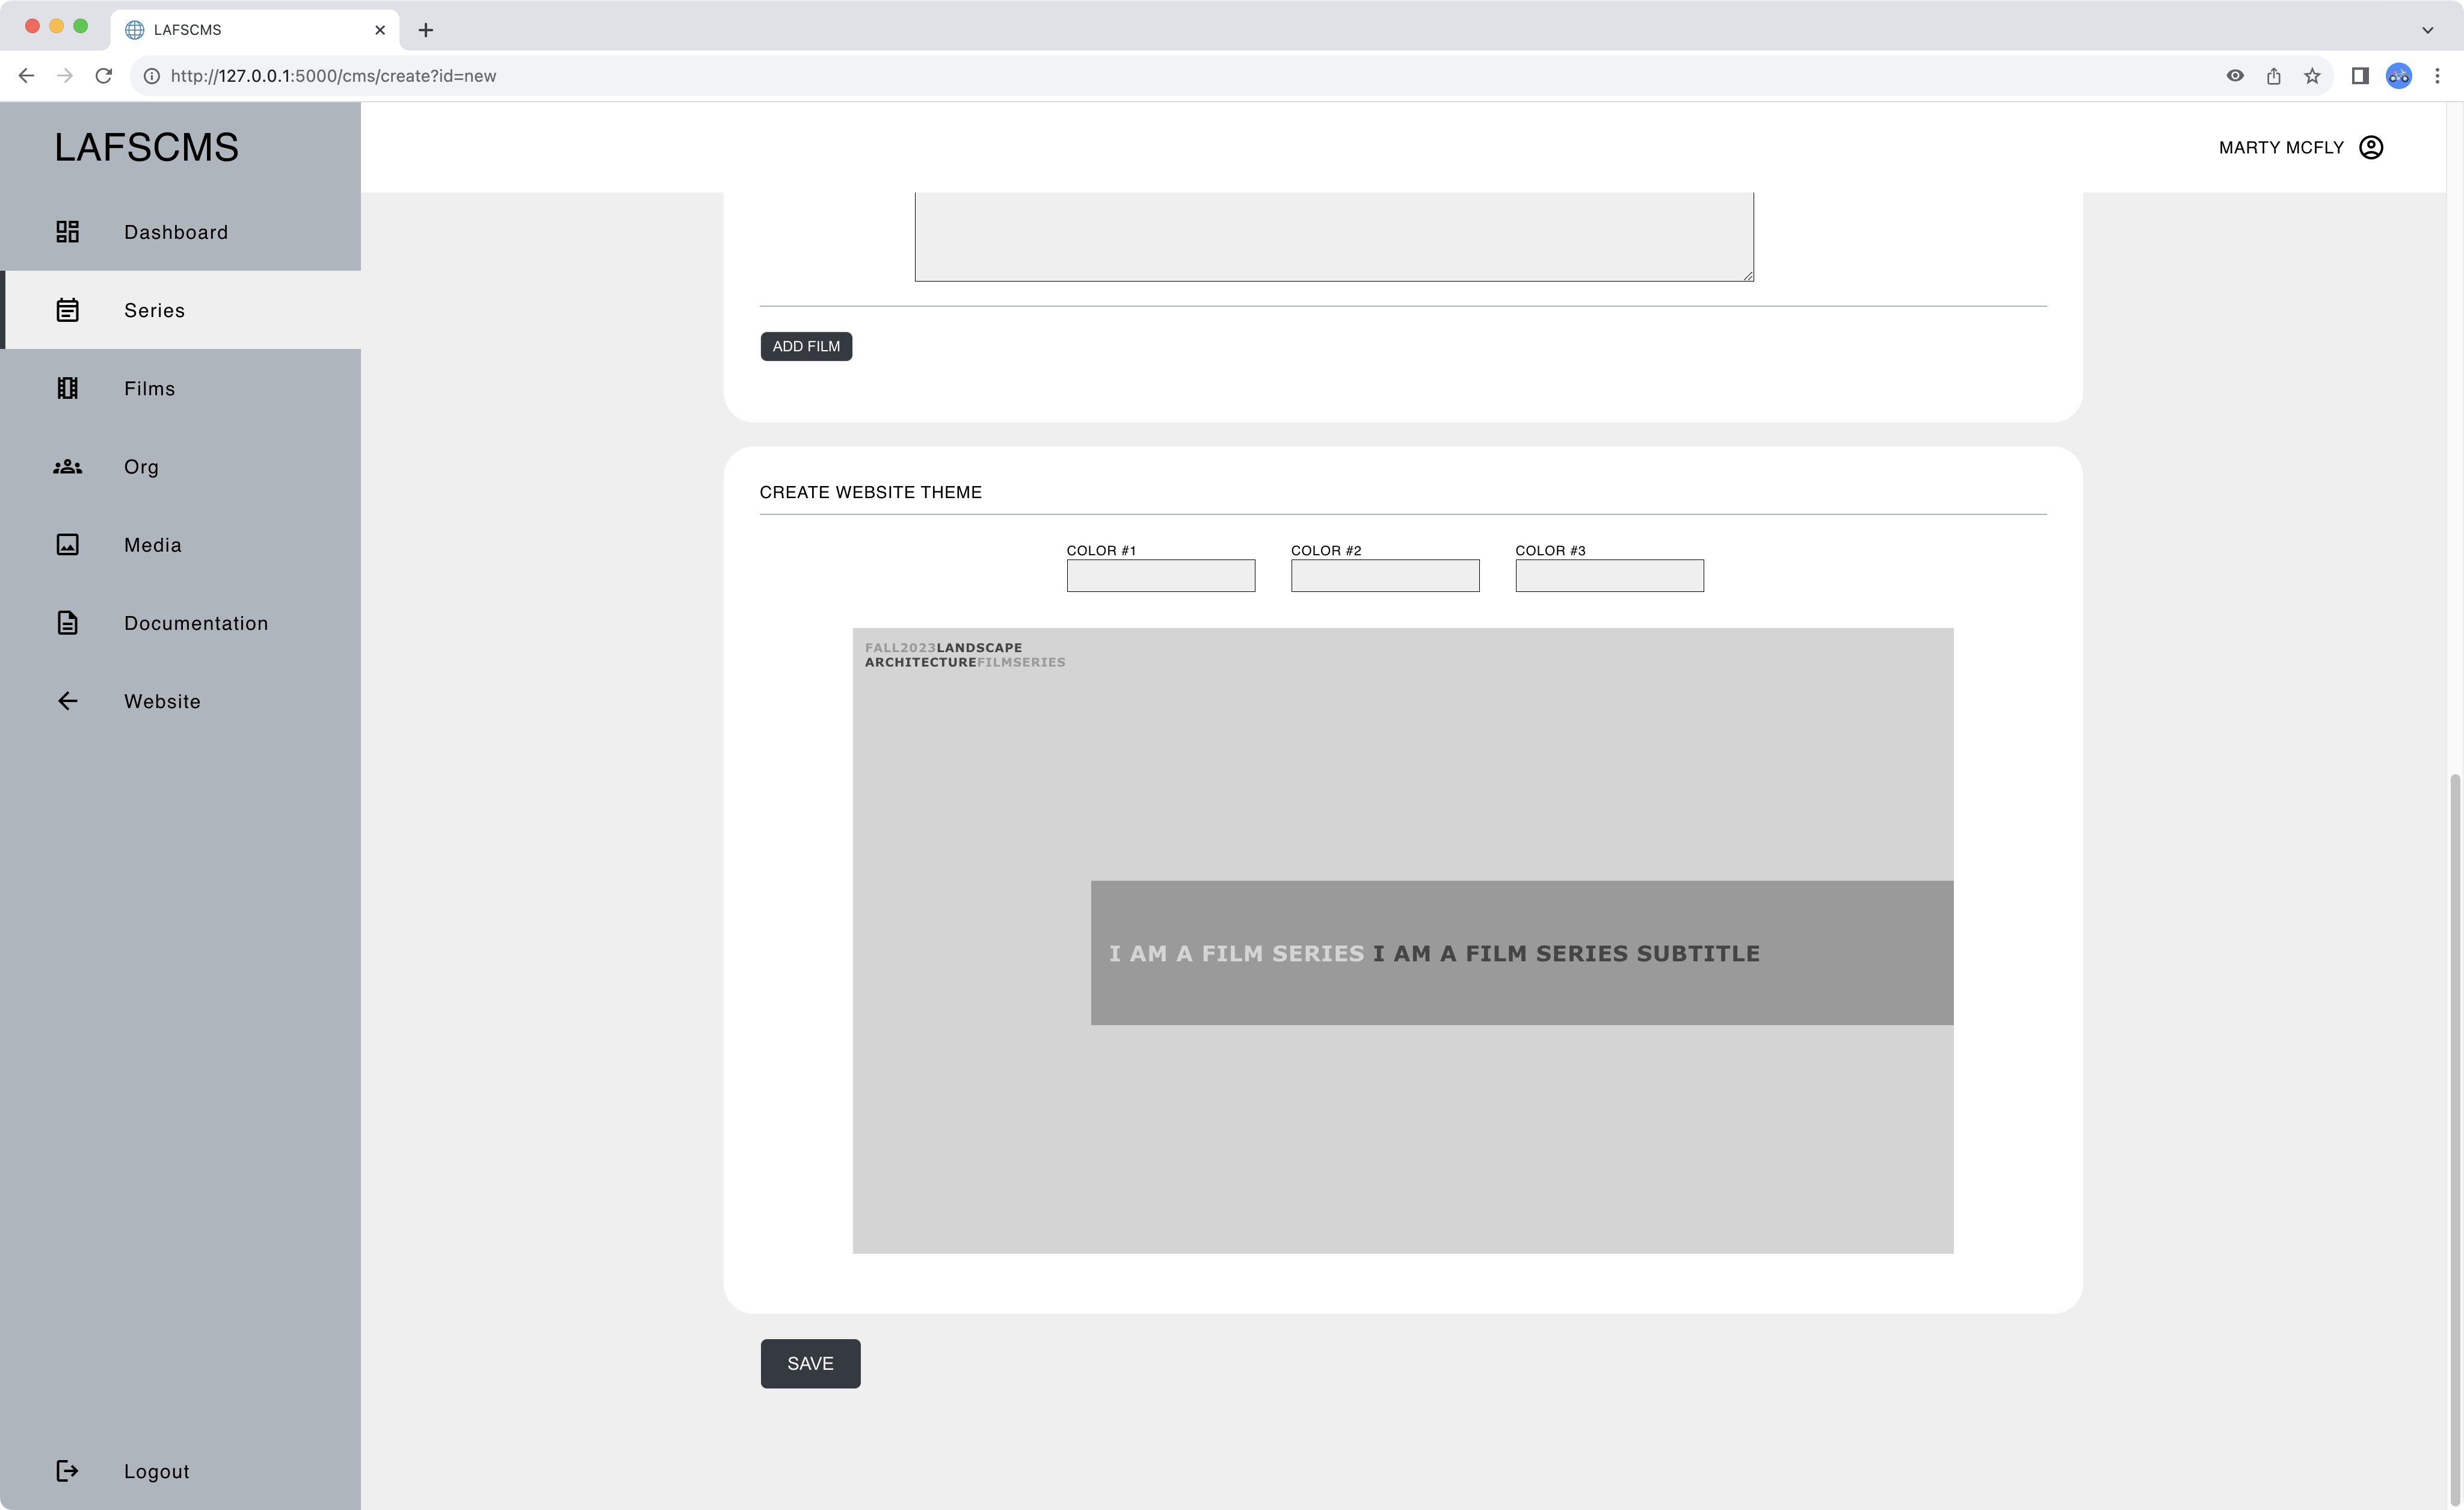 LAFSCMS
http://127.0.0.1:5000/cms/create?id=new
LAFSCMS
MARTY MCFLY
Dashboard
Series
Films
Org
Media
Documentation
Website
Logout
ADD FILM
CREATE WEBSITE THEME
COLOR #1
COLOR #2
COLOR #3
FALL2023LANDSCAPE
ARCHITECTUREFILMSERIES
I AM A FILM SERIES I AM A FILM SERIES SUBTITLE
SAVE